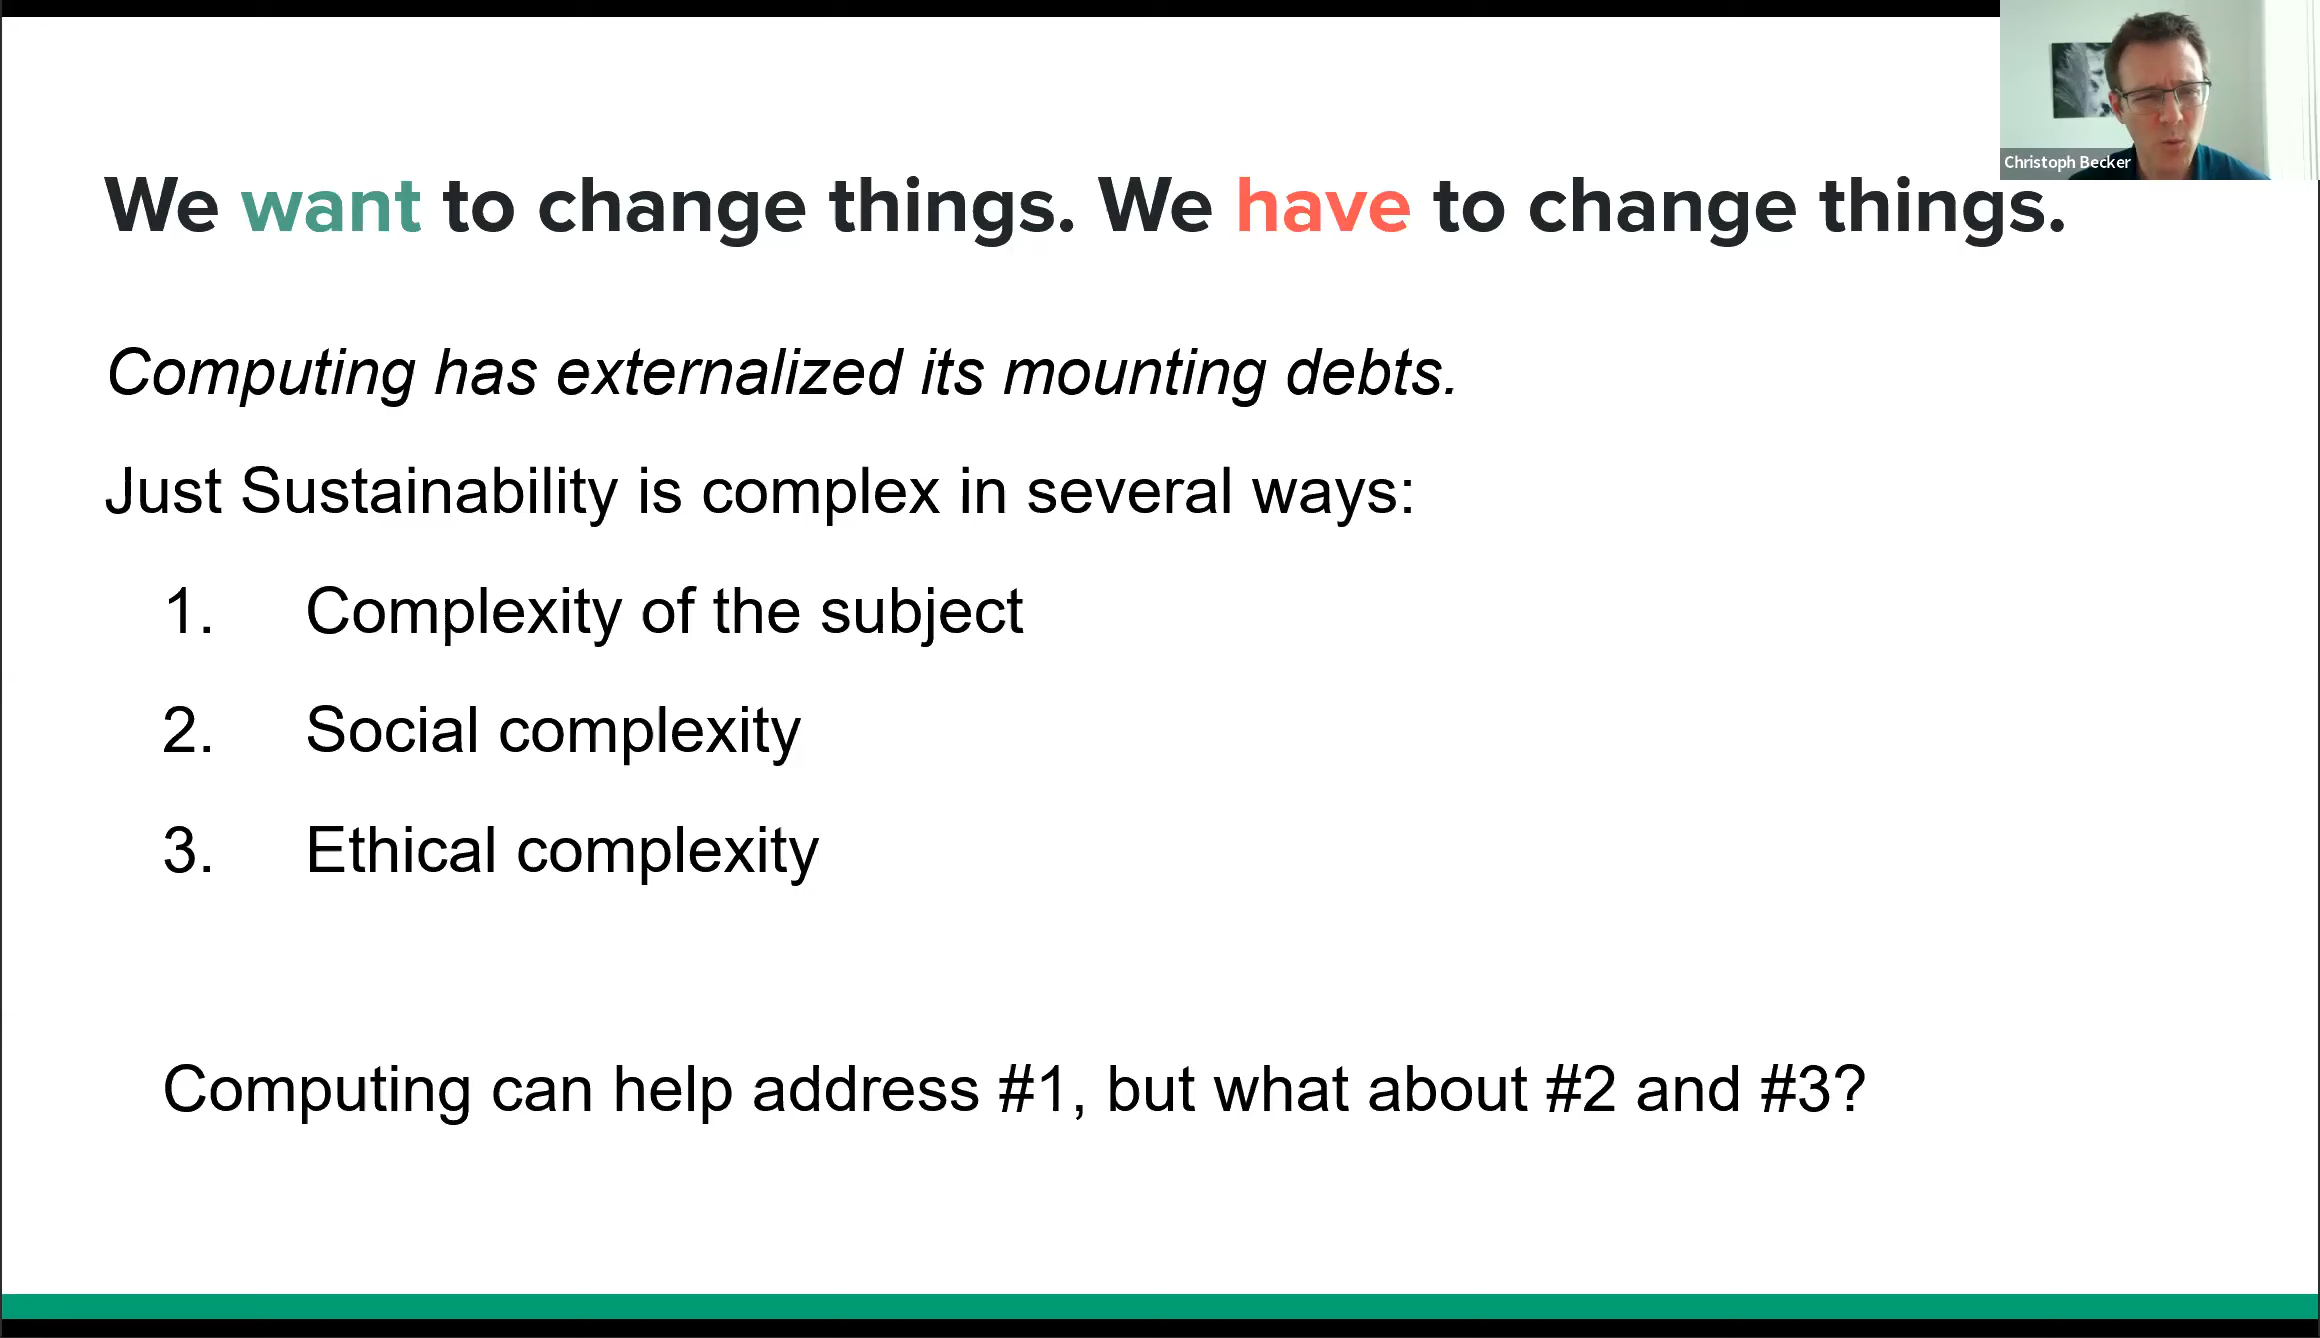 Christoph Becker
We want to change things. We have to change things.
Computing has externalized its mounting debts.
Just Sustainability is complex in several ways:
1. Complexity of the subject
2. Social complexity
3. Ethical complexity
Computing can help address #1, but what about #2 and #3?